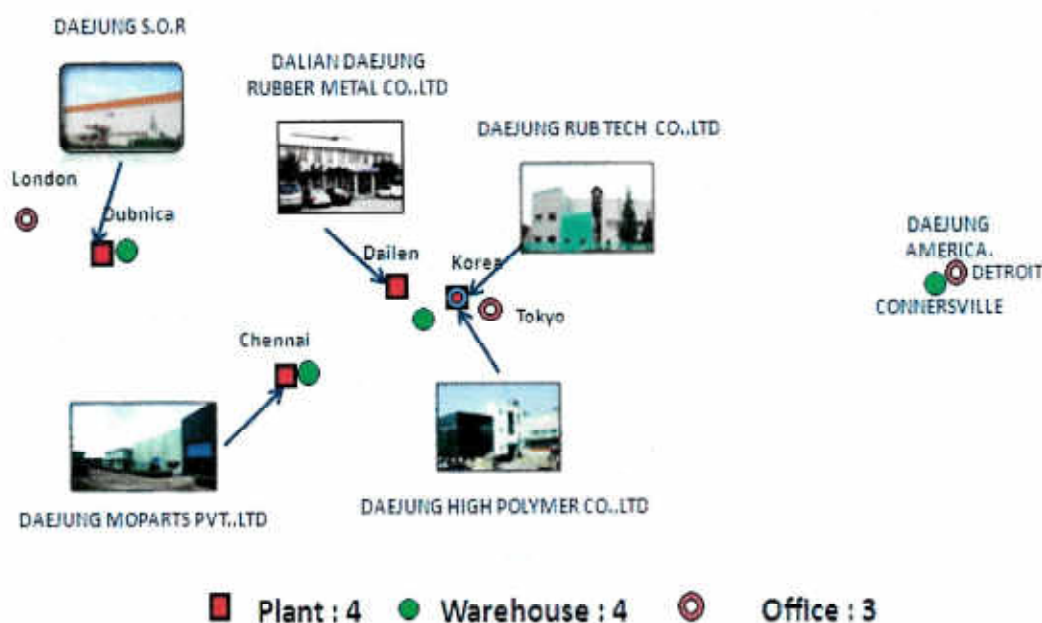 DAEJUNG S.O.R
DALIAN DAEJUNG
RUBBER METAL CO.,LTD
DAEJUNG RUB TECH CO.,LTD
London
Dubnica
Dailen
Korea
DAEJUNG
AMERICA.
DETROIT
CONNERSVILLE
Tokyo
Chennai
DAEJUNG MOPARTS PVT.,LTD
DAEJUNG HIGH POLYMER CO.,LTD
Plant : 4 Warehouse : 4 Office : 3